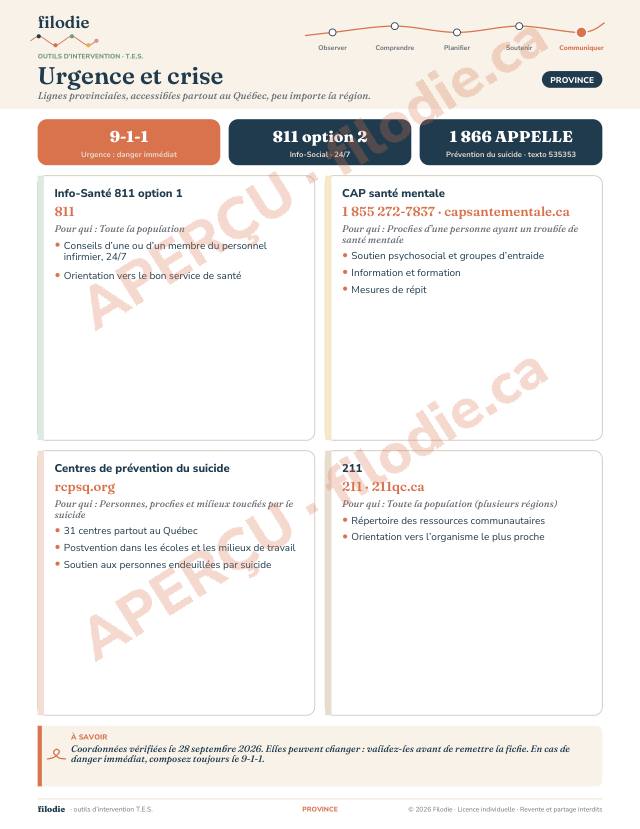 filodie
OUTILS D'INTERVENTION · T.E.S.
Observer
Comprendre
Planifier
Soutenir
Communiquer
Urgence et crise
PROVINCE
Lignes provinciales, accessibles partout au Québec, peu importe la région.
9-1-1
Urgence : danger immédiat
811 option 2
Info-Social · 24/7
1 866 APPELLE
Prévention du suicide · texto 535353
Info-Santé 811 option 1
811
Pour qui : Toute la population
Conseils d'une ou d'un membre du personnel
infirmier, 24/7
Orientation vers le bon service de santé
CAP santé mentale
1 855 272-7837 · capsantementale.ca
Pour qui : Proches d'une personne ayant un trouble de
santé mentale
Soutien psychosocial et groupes d'entraide
Information et formation
Mesures de répit
Centres de prévention du suicide
rcpsq.org
Pour qui : Personnes, proches et milieux touchés par le
suicide
31 centres partout au Québec
Postvention dans les écoles et les milieux de travail
Soutien aux personnes endeuillées par suicide
211
211 · 211qc.ca
Pour qui : Toute la population (plusieurs régions)
Répertoire des ressources communautaires
Orientation vers l'organisme le plus proche
APERÇU · filodie.ca
APERÇU · filodie.ca
À SAVOIR
Coordonnées vérifiées le 28 septembre 2026. Elles peuvent changer : validez-les avant de remettre la fiche. En cas de
danger immédiat, composez toujours le 9-1-1.
filodie · outils d'intervention T.E.S.
PROVINCE
© 2026 Filodie · Licence individuelle · Revente et partage interdits